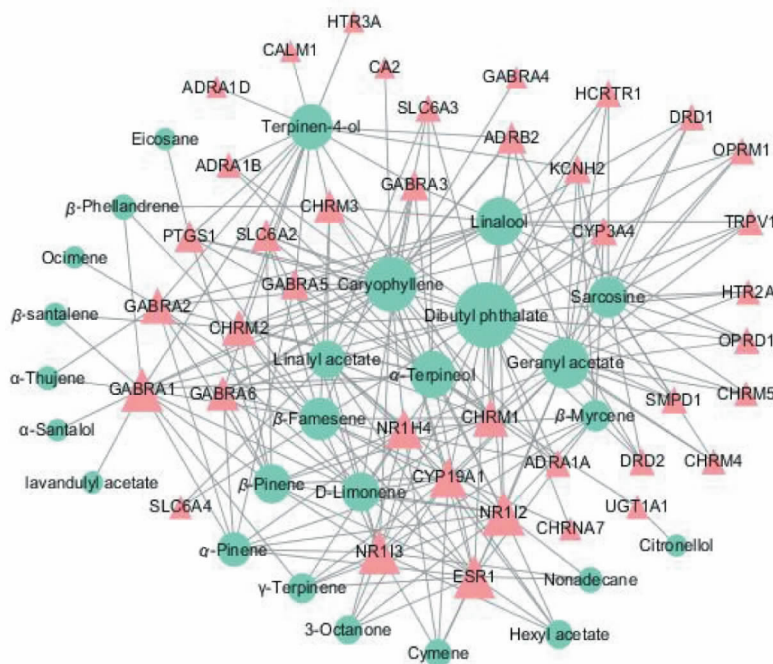 HTR3A
CALM1
CA2
GABRA4
ADRA1D
SLC6A3
HCRTR1
Terpinen-4-ol
ADRB2
DRD1
Eicosane
OPRM1
ADRA1B
GABRA3
KCNH2
β-Phellandrene
CHRM3
Linalool
TRPV1
PTGS1
SLC6A2
CYP3A4
Ocimene
GABRA5
Caryophyllene
Sarcosine
HTR2A
β-santalene
GABRA2
Dibutyl phthalate
CHRM2
OPRD1
Linalyl acetate
α-Terpineol
Geranyl acetate
α-Thujene
GABRA1
GABRA6
CHRM5
SMPD1
α-Santalol
β-Famesene
NR1H4
CHRM1
β-Myrcene
lavandulyl acetate
β-Pinene
D-Limonene
CYP19A1
ADRA1A
DRD2
CHRM4
SLC6A4
NR1I2
UGT1A1
CHRNA7
α-Pinene
NR1I3
Citronellol
γ-Terpinene
ESR1
Nonadecane
3-Octanone
Hexyl acetate
Cymene